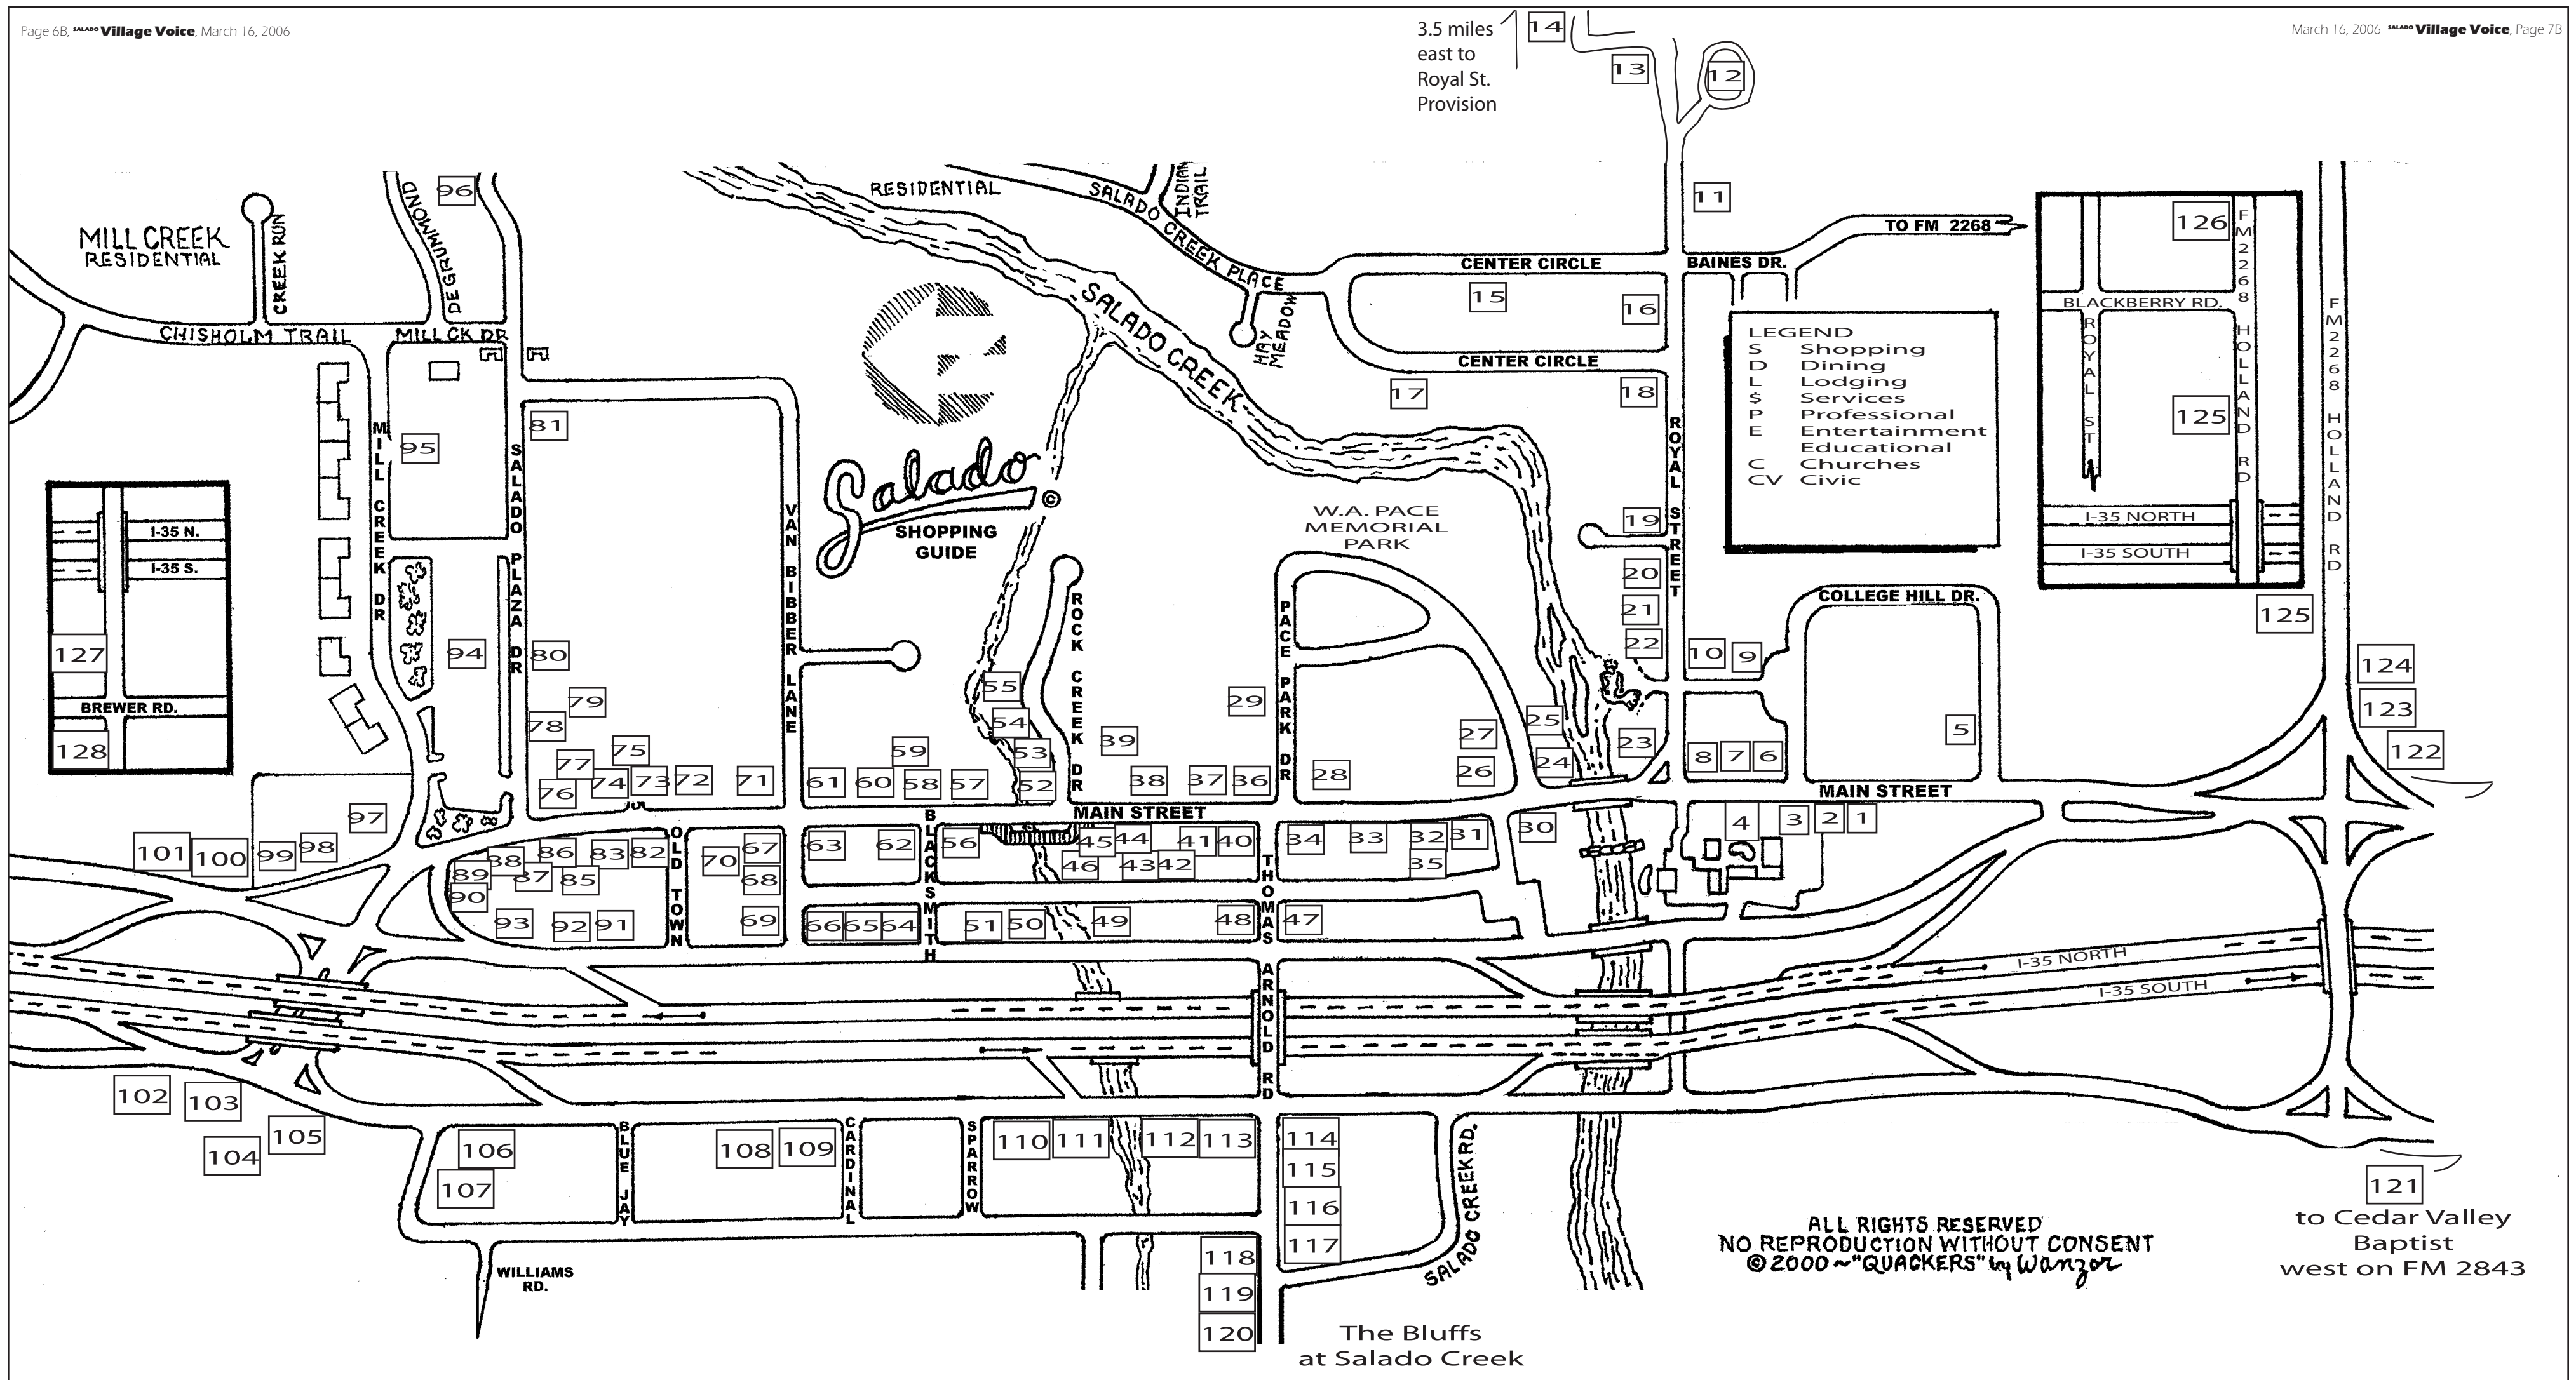 Page 6B, SALADO Village Voice, March 16, 2006
March 16, 2006 SALADO Village Voice, Page 7B
3.5 miles
east to
Royal St.
Provision
14
13
12
11
96
RESIDENTIAL
SALADO CREEK PLACE
INDIAN
TRAIL
MILL CREEK
RESIDENTIAL
CREEK RUN
DEGRUMMOND
CHISHOLM TRAIL
MILL CK DR
SALADO CREEK
HAY
MEADOW
CENTER CIRCLE
BAINES DR.
TO FM 2268
15
16
CENTER CIRCLE
17
18
LEGEND
S Shopping
D Dining
L Lodging
$ Services
P Professional
E Entertainment
Educational
C Churches
CV Civic
126
FM2268 HOLLAND RD
BLACKBERRY RD.
ROYAL ST
125
I-35 NORTH
I-35 SOUTH
FM2268 HOLLAND RD
125
81
95
MILL CREEK DR
SALADO PLAZA DR
VAN BIBBER LANE
Salado ©
SHOPPING
GUIDE
W.A. PACE
MEMORIAL
PARK
ROYAL STREET
19
20
21
22
COLLEGE HILL DR.
I-35 N.
I-35 S.
127
BREWER RD.
128
94
80
79
78
77
75
76
74
73
72
71
61
60
59
58
57
55
54
53
52
ROCK CREEK DR
39
38
37
36
29
PACE PARK DR
28
27
26
25
24
23
10
9
8
7
6
5
124
123
122
MAIN STREET
MAIN STREET
97
101
100
99
98
88
86
83
82
89
87
85
90
93
92
91
OLD TOWN
70
67
68
69
63
62
66
65
64
BLACKSMITH
56
45
44
41
40
46
43
42
51
50
49
48
THOMAS ARNOLD RD
34
33
32
31
35
47
30
4
3
2
1
I-35 NORTH
I-35 SOUTH
102
103
104
105
106
107
BLUE JAY
108
109
CARDINAL
SPARROW
110
111
112
113
114
115
116
117
118
119
120
SALADO CREEK RD.
WILLIAMS
RD.
The Bluffs
at Salado Creek
ALL RIGHTS RESERVED
NO REPRODUCTION WITHOUT CONSENT
© 2000 ~ "QUACKERS" by Wanzor
121
to Cedar Valley
Baptist
west on FM 2843